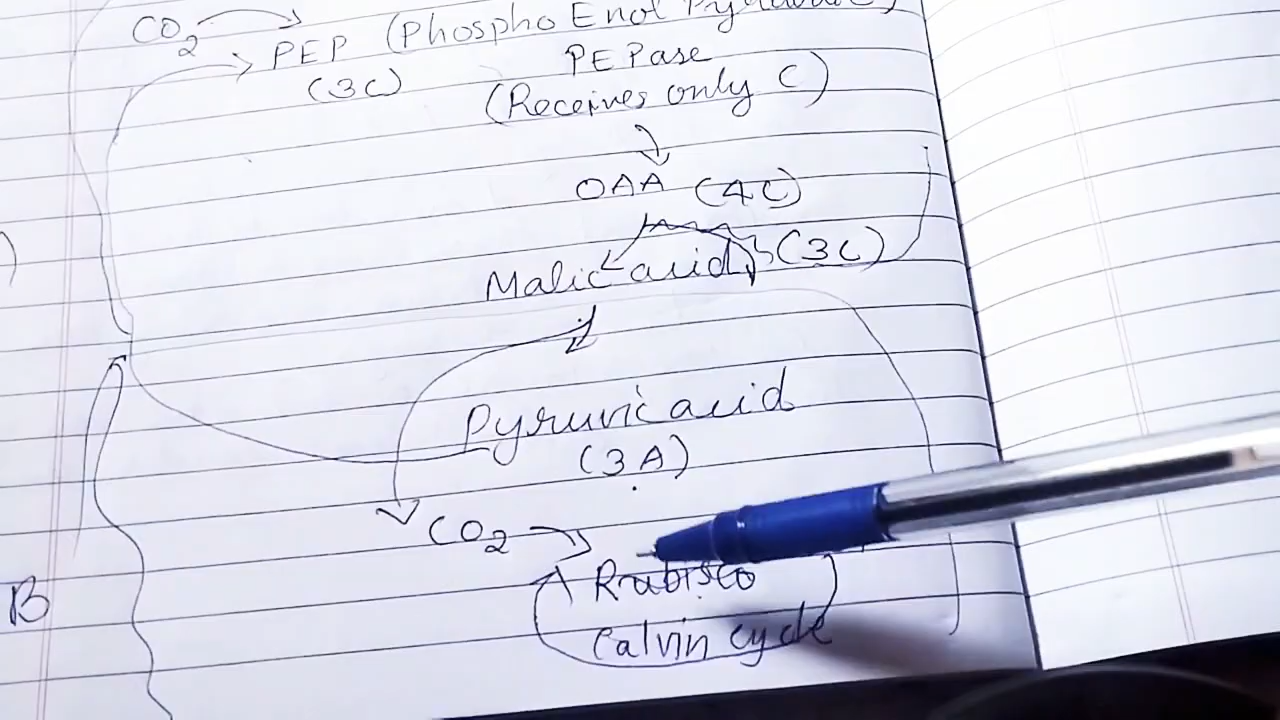 CO2
PEP (Phospho Enol Pyruvate)
(3C)
PEPase
(Receives only C)
OAA (4C)
Malic acid (3C)
Pyruvic acid
(3A)
CO2
Rubisco
Calvin cycle
B
)